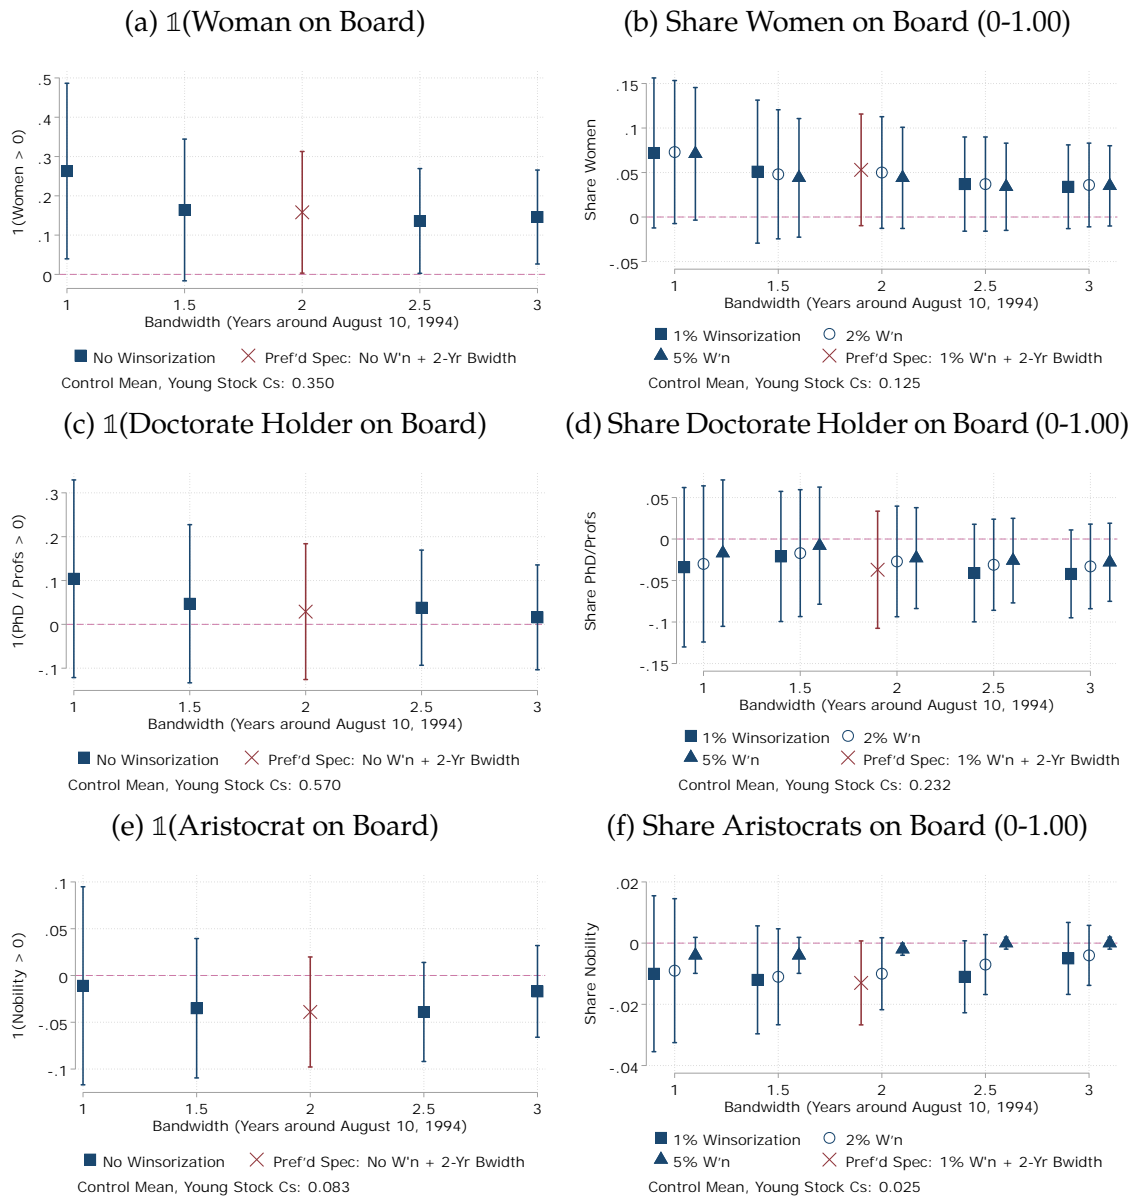 (a) 𝟙(Woman on Board)
.5
.4
.3
.2
.1
0
1(Women > 0)
1 1.5 2 2.5 3
Bandwidth (Years around August 10, 1994)
No Winsorization Pref'd Spec: No W'n + 2-Yr Bwidth
Control Mean, Young Stock Cs: 0.350
(b) Share Women on Board (0-1.00)
.15
.1
.05
0
-.05
Share Women
1 1.5 2 2.5 3
Bandwidth (Years around August 10, 1994)
1% Winsorization 2% W'n
5% W'n Pref'd Spec: 1% W'n + 2-Yr Bwidth
Control Mean, Young Stock Cs: 0.125
(c) 𝟙(Doctorate Holder on Board)
.3
.2
.1
0
-.1
1(PhD / Profs > 0)
1 1.5 2 2.5 3
Bandwidth (Years around August 10, 1994)
No Winsorization Pref'd Spec: No W'n + 2-Yr Bwidth
Control Mean, Young Stock Cs: 0.570
(d) Share Doctorate Holder on Board (0-1.00)
.05
0
-.05
-.1
-.15
Share PhD/Profs
1 1.5 2 2.5 3
Bandwidth (Years around August 10, 1994)
1% Winsorization 2% W'n
5% W'n Pref'd Spec: 1% W'n + 2-Yr Bwidth
Control Mean, Young Stock Cs: 0.232
(e) 𝟙(Aristocrat on Board)
.1
.05
0
-.05
-.1
1(Nobility > 0)
1 1.5 2 2.5 3
Bandwidth (Years around August 10, 1994)
No Winsorization Pref'd Spec: No W'n + 2-Yr Bwidth
Control Mean, Young Stock Cs: 0.083
(f) Share Aristocrats on Board (0-1.00)
.02
0
-.02
-.04
Share Nobility
1 1.5 2 2.5 3
Bandwidth (Years around August 10, 1994)
1% Winsorization 2% W'n
5% W'n Pref'd Spec: 1% W'n + 2-Yr Bwidth
Control Mean, Young Stock Cs: 0.025